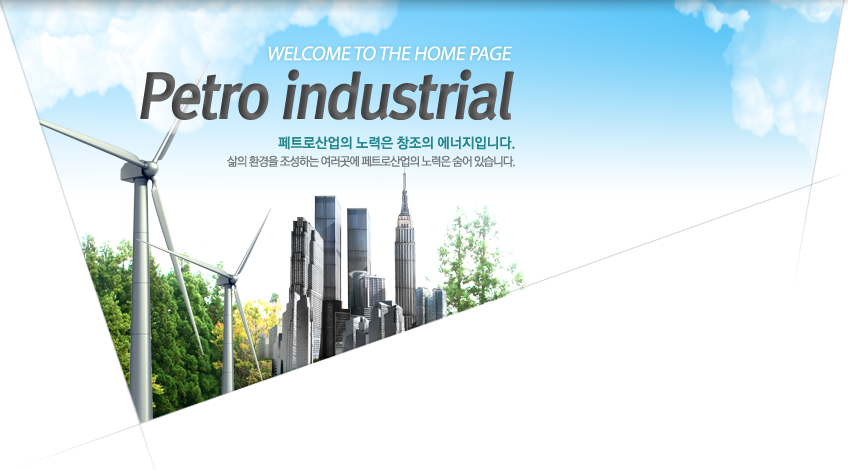 WELCOME TO THE HOME PAGE
Petro industrial
페트로산업의 노력은 창조의 에너지입니다.
삶의 환경을 조성하는 여러곳에 페트로산업의 노력은 숨어 있습니다.